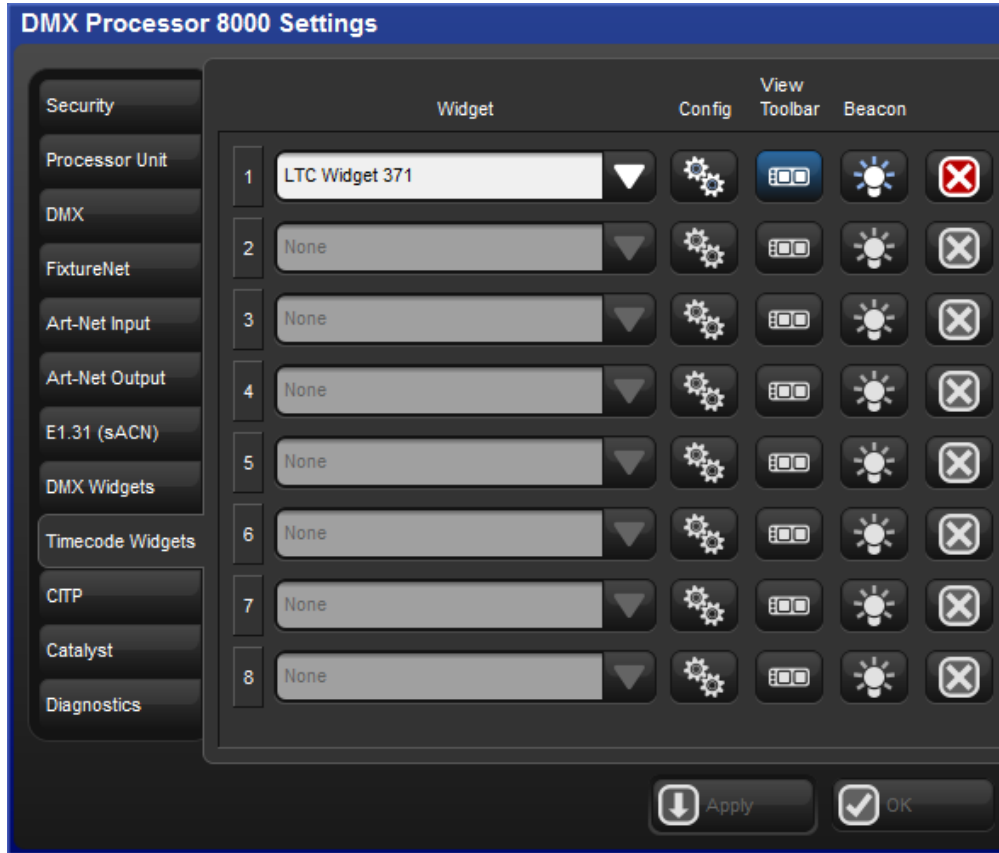 DMX Processor 8000 Settings
Security
Processor Unit
DMX
FixtureNet
Art-Net Input
Art-Net Output
E1.31 (sACN)
DMX Widgets
Timecode Widgets
CITP
Catalyst
Diagnostics
Widget
Config
View
Toolbar
Beacon
1 LTC Widget 371
2 None
3 None
4 None
5 None
6 None
7 None
8 None
Apply
OK